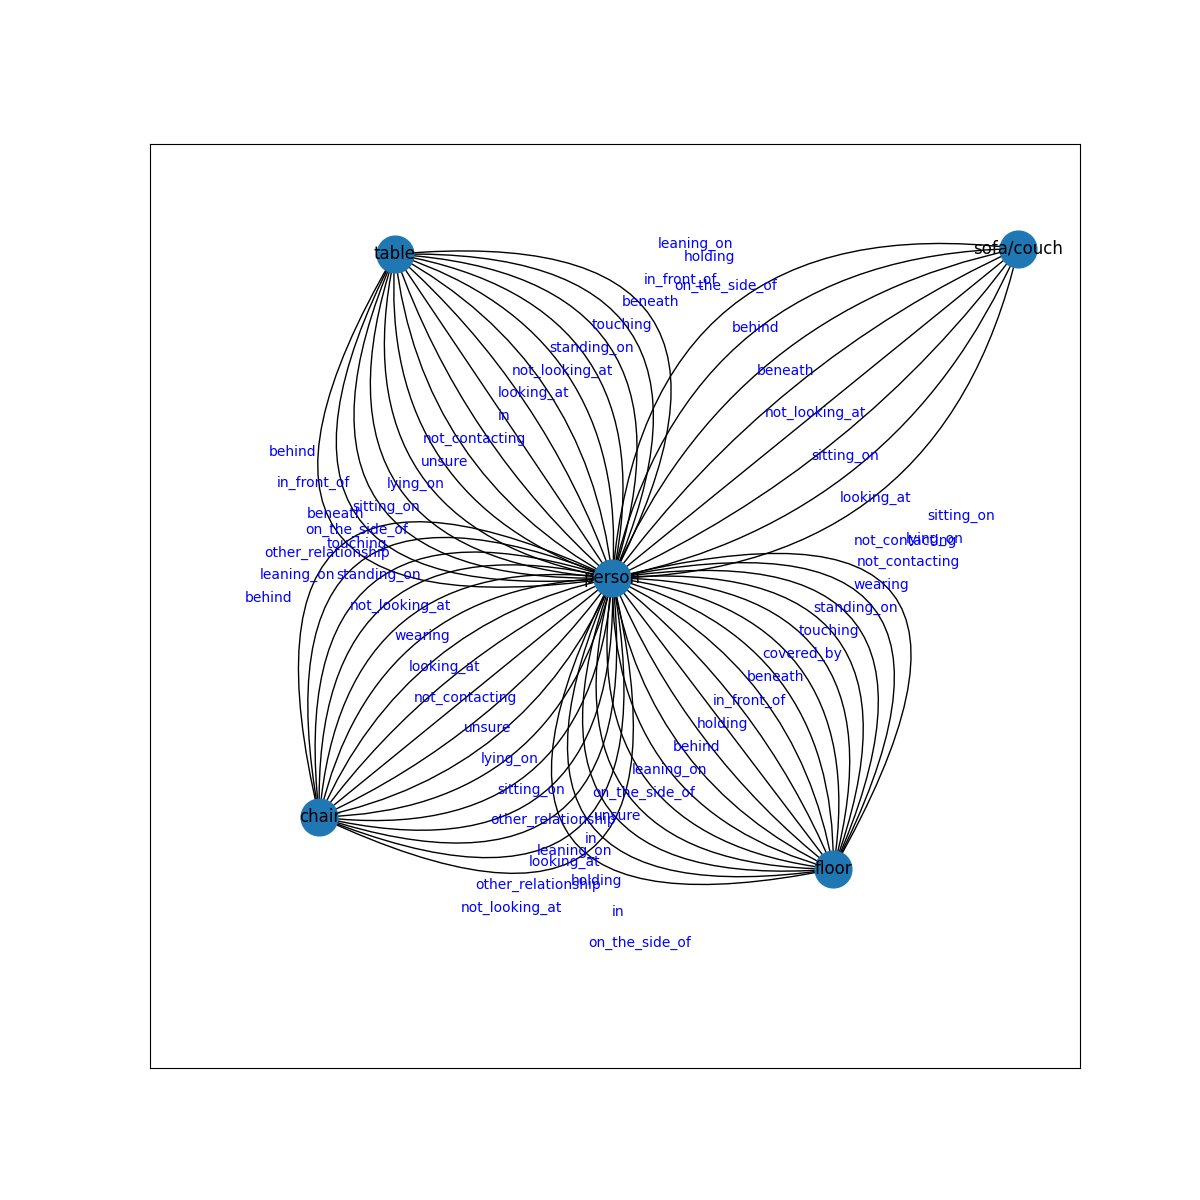 leaning_on
sofa/couch
table
holding
in_front_of
on_the_side_of
beneath
touching
behind
standing_on
not_looking_at
beneath
looking_at
in
not_looking_at
not_contacting
behind
sitting_on
unsure
in_front_of
lying_on
looking_at
sitting_on
beneath
sitting_on
on_the_side_of
touching
not_contacting
lying_on
other_relationship
not_contacting
leaning_on
standing_on
person
wearing
behind
not_looking_at
standing_on
wearing
touching
covered_by
looking_at
beneath
not_contacting
in_front_of
unsure
holding
behind
lying_on
leaning_on
sitting_on
on_the_side_of
chair
other_relationship
unsure
in
leaning_on
looking_at
floor
holding
other_relationship
not_looking_at
in
on_the_side_of